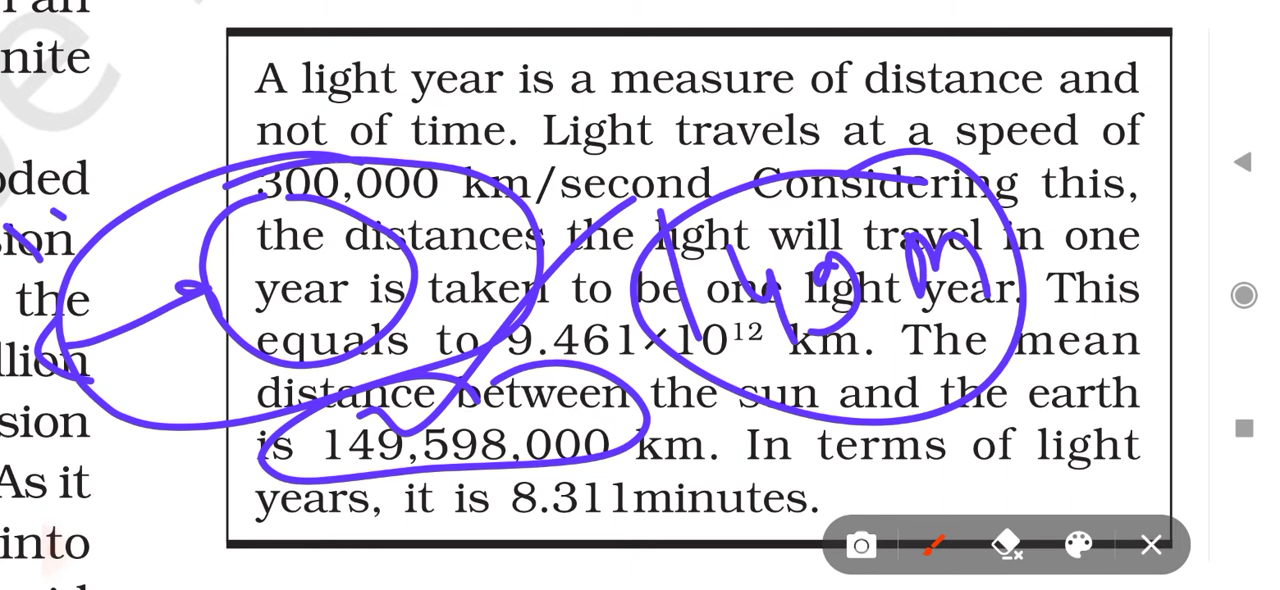 nite
oded
sion
the
llion
sion
As it
into
A light year is a measure of distance and
not of time. Light travels at a speed of
300,000 km/second. Considering this,
the distances the light will travel in one
year is taken to be one light year. This
equals to 9.461×10¹² km. The mean
distance between the sun and the earth
is 149,598,000 km. In terms of light
years, it is 8.311minutes.